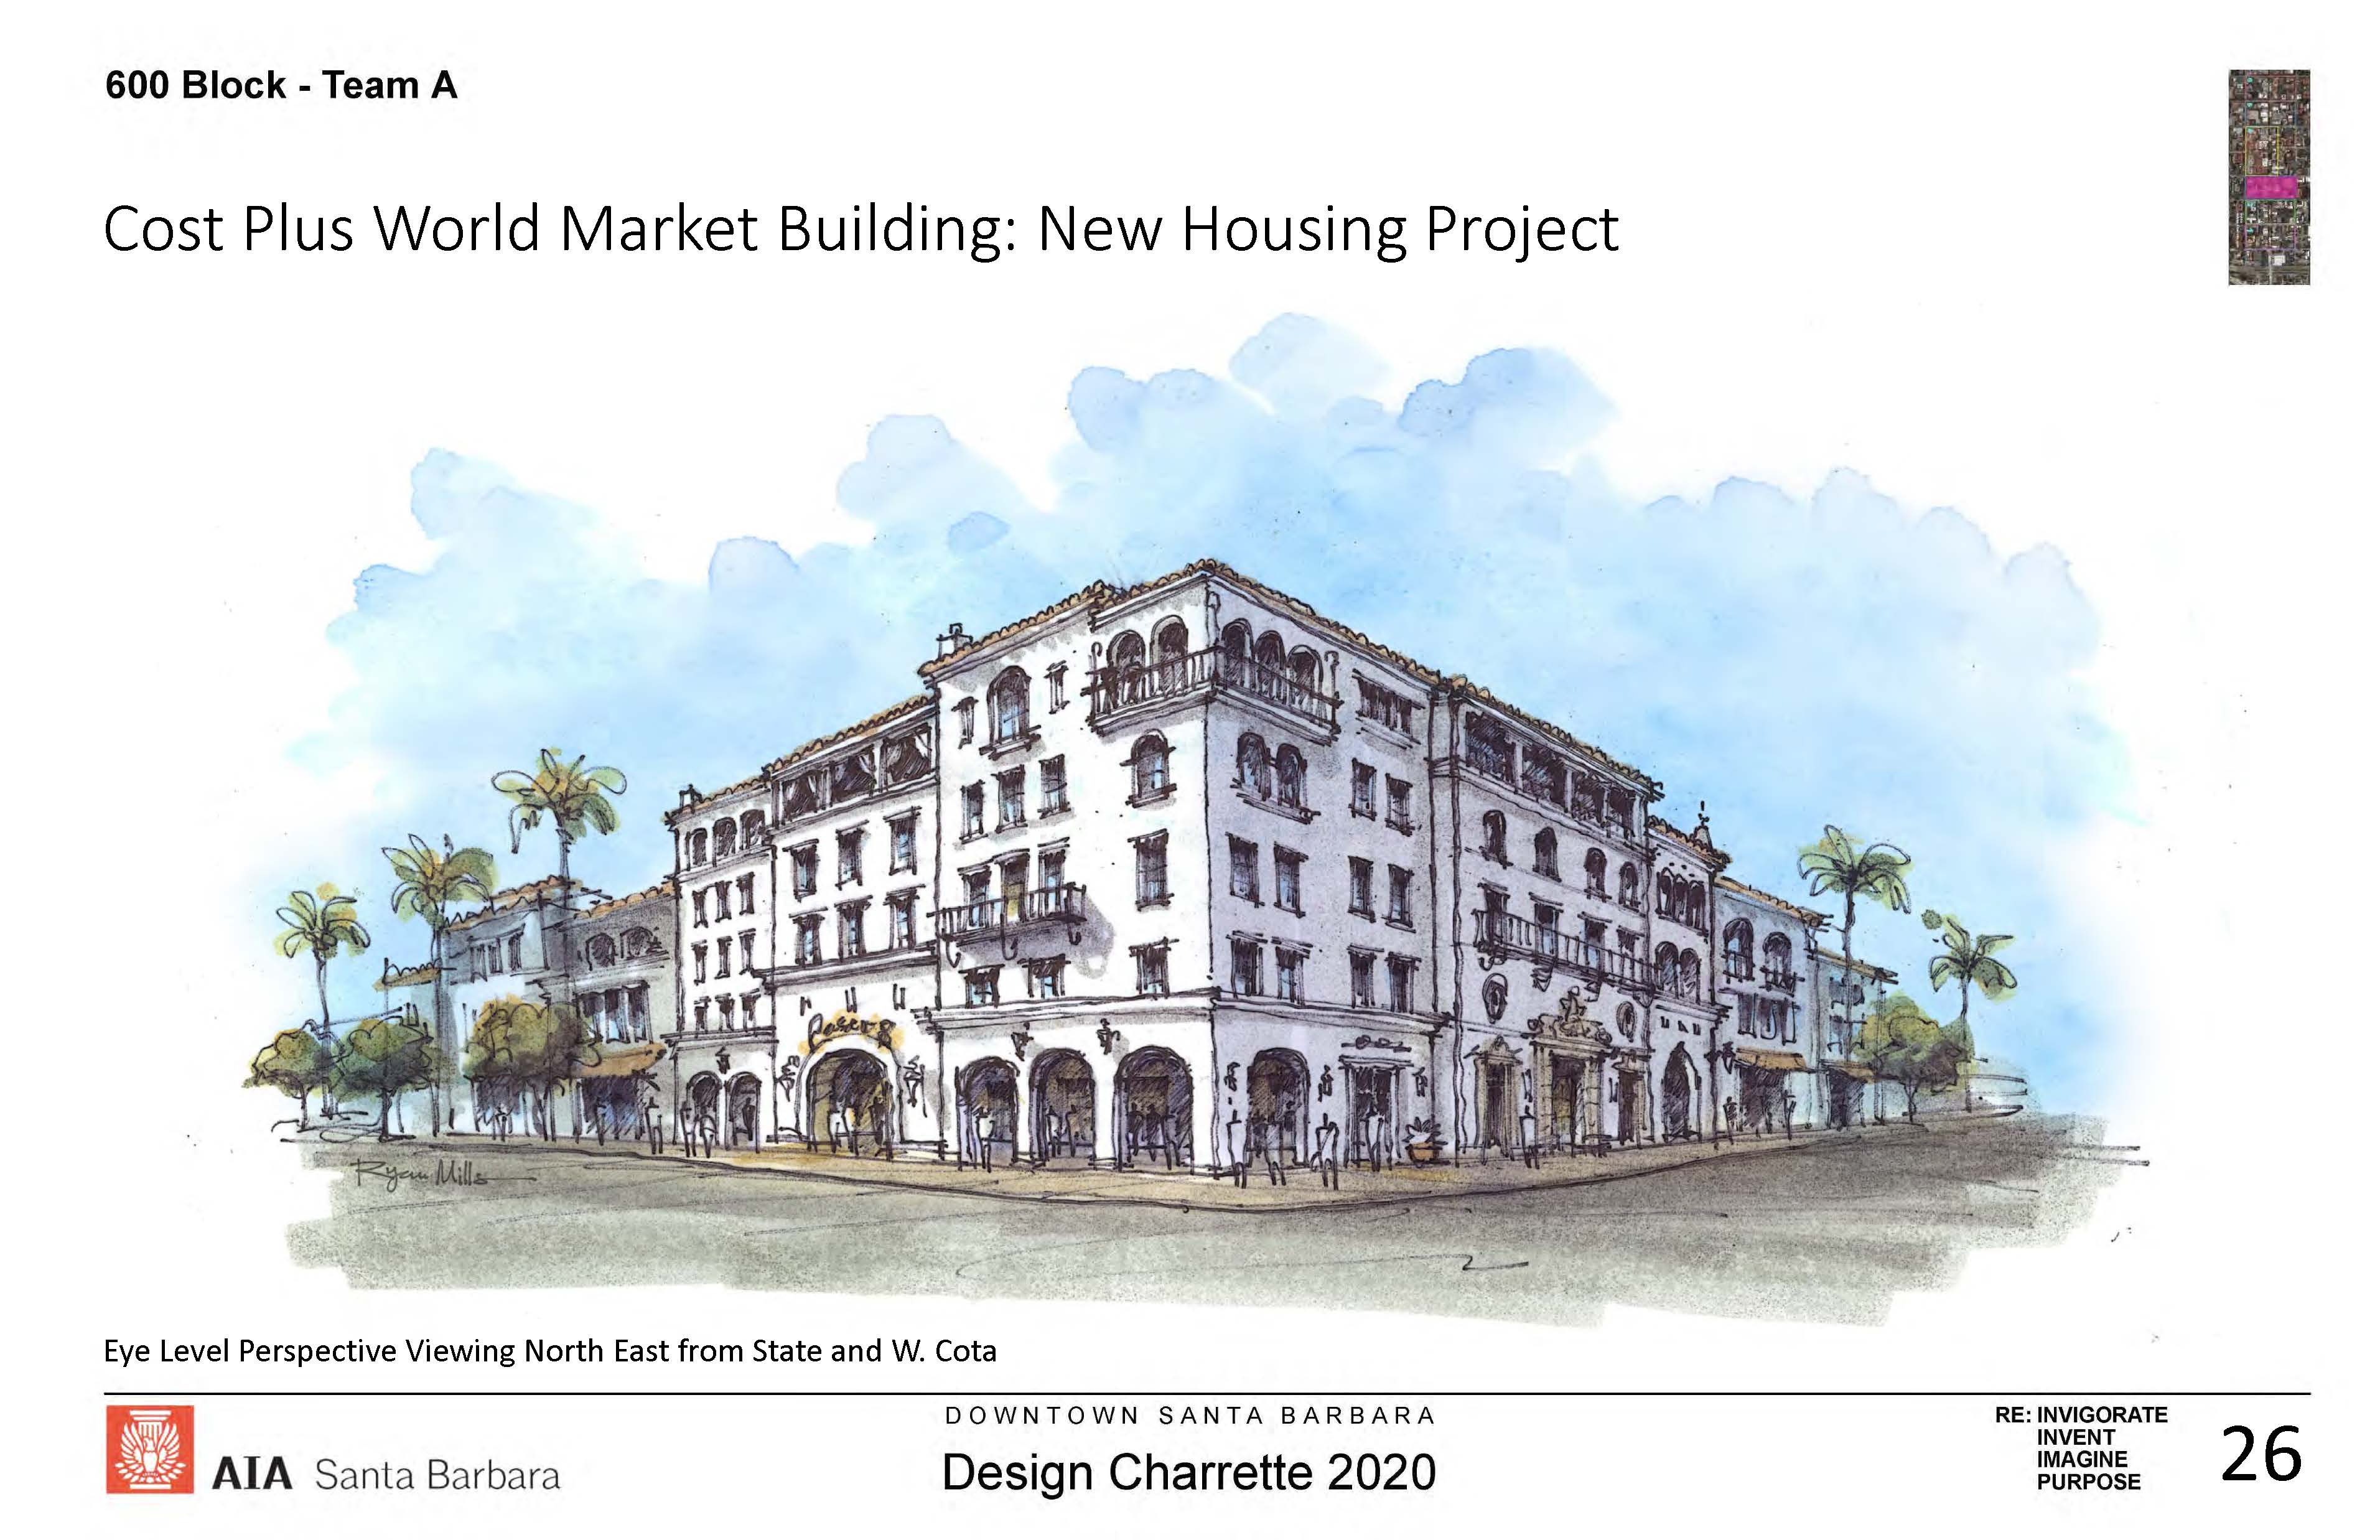 600 Block - Team A
Cost Plus World Market Building: New Housing Project
Ryan Mills
Eye Level Perspective Viewing North East from State and W. Cota
AIA Santa Barbara
DOWNTOWN SANTA BARBARA
Design Charrette 2020
RE: INVIGORATE
INVENT
IMAGINE
PURPOSE
26